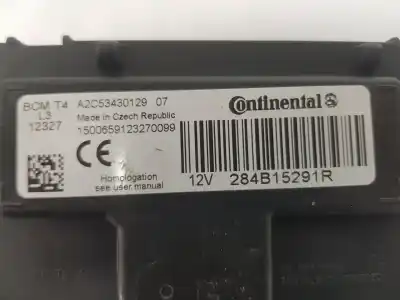 BCM T4 A2C53430129 07
L3 Made in Czech Republic
12327 1500659123270099
Continental
CE
Homologation
see user manual
12V 284B15291R